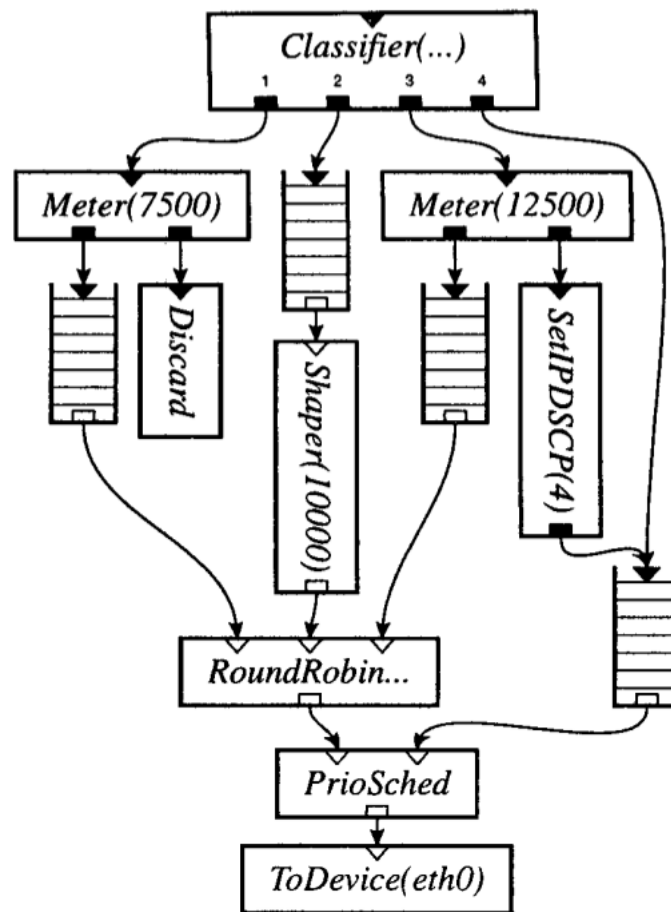 Classifier(...)
1 2 3 4
Meter(7500)
Meter(12500)
Discard
Shaper(10000)
SetIPDSCP(4)
RoundRobin...
PrioSched
ToDevice(eth0)